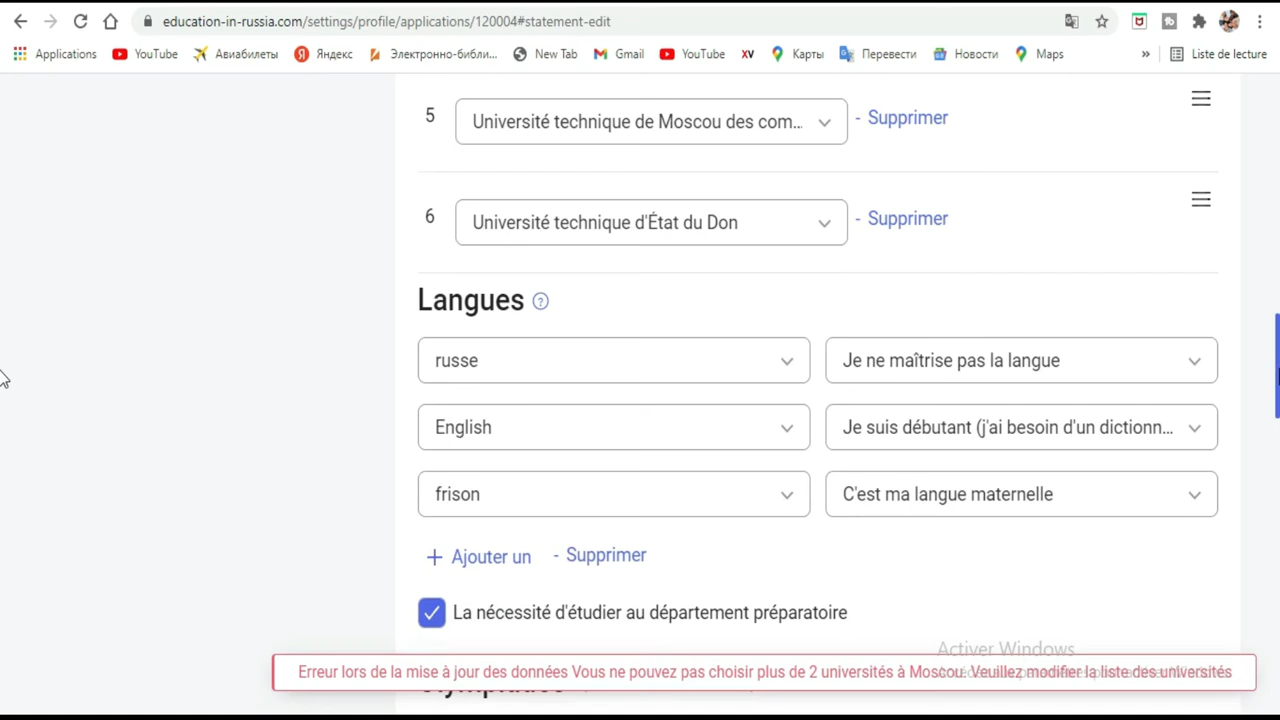 education-in-russia.com/settings/profile/applications/120004#statement-edit
Applications YouTube Авиабилеты Яндекс Электронно-библи... New Tab Gmail YouTube XV Карты Перевести Новости Maps » Liste de lecture
5 Université technique de Moscou des com... - Supprimer
6 Université technique d'État du Don - Supprimer
Langues ?
russe Je ne maîtrise pas la langue
English Je suis débutant (j'ai besoin d'un dictionn...
frison C'est ma langue maternelle
+ Ajouter un - Supprimer
La nécessité d'étudier au département préparatoire
Activer Windows
Erreur lors de la mise à jour des données Vous ne pouvez pas choisir plus de 2 universités à Moscou. Veuillez modifier la liste des universités